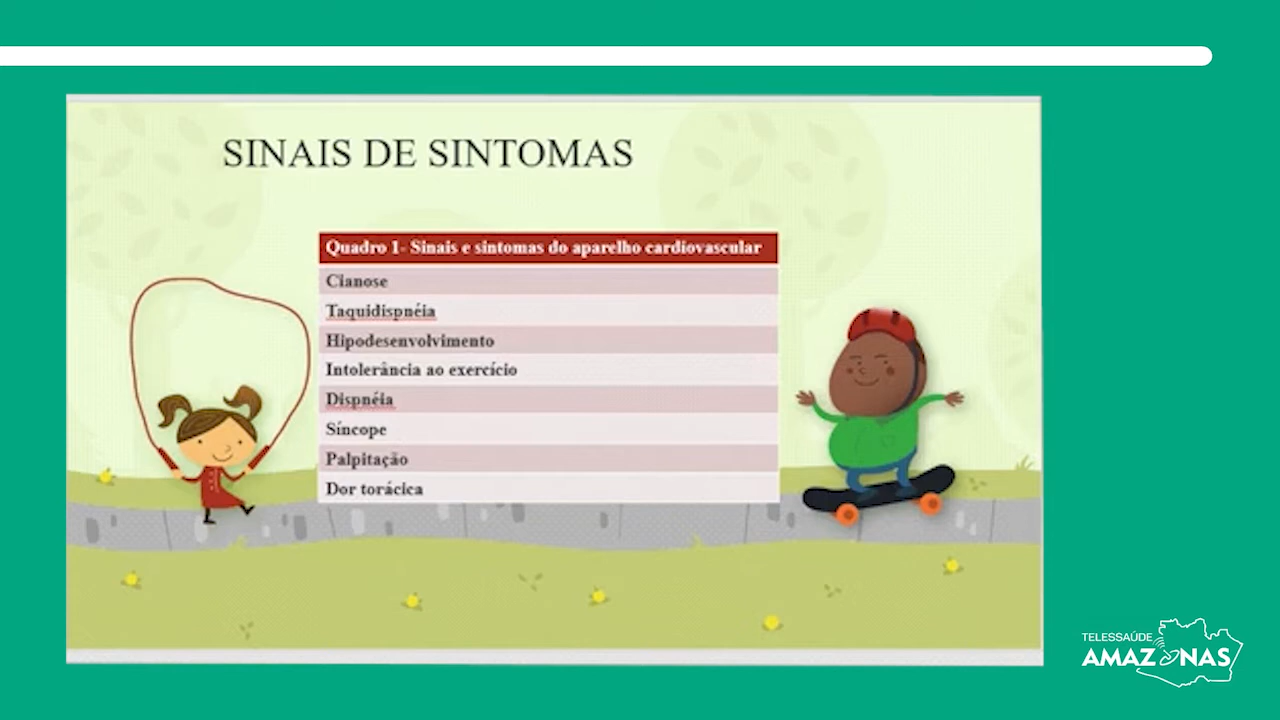 SINAIS DE SINTOMAS
Quadro 1- Sinais e sintomas do aparelho cardiovascular
Cianose
Taquidispnéia
Hipodesenvolvimento
Intolerância ao exercício
Dispnéia
Síncope
Palpitação
Dor torácica
TELESSAÚDE
AMAZONAS